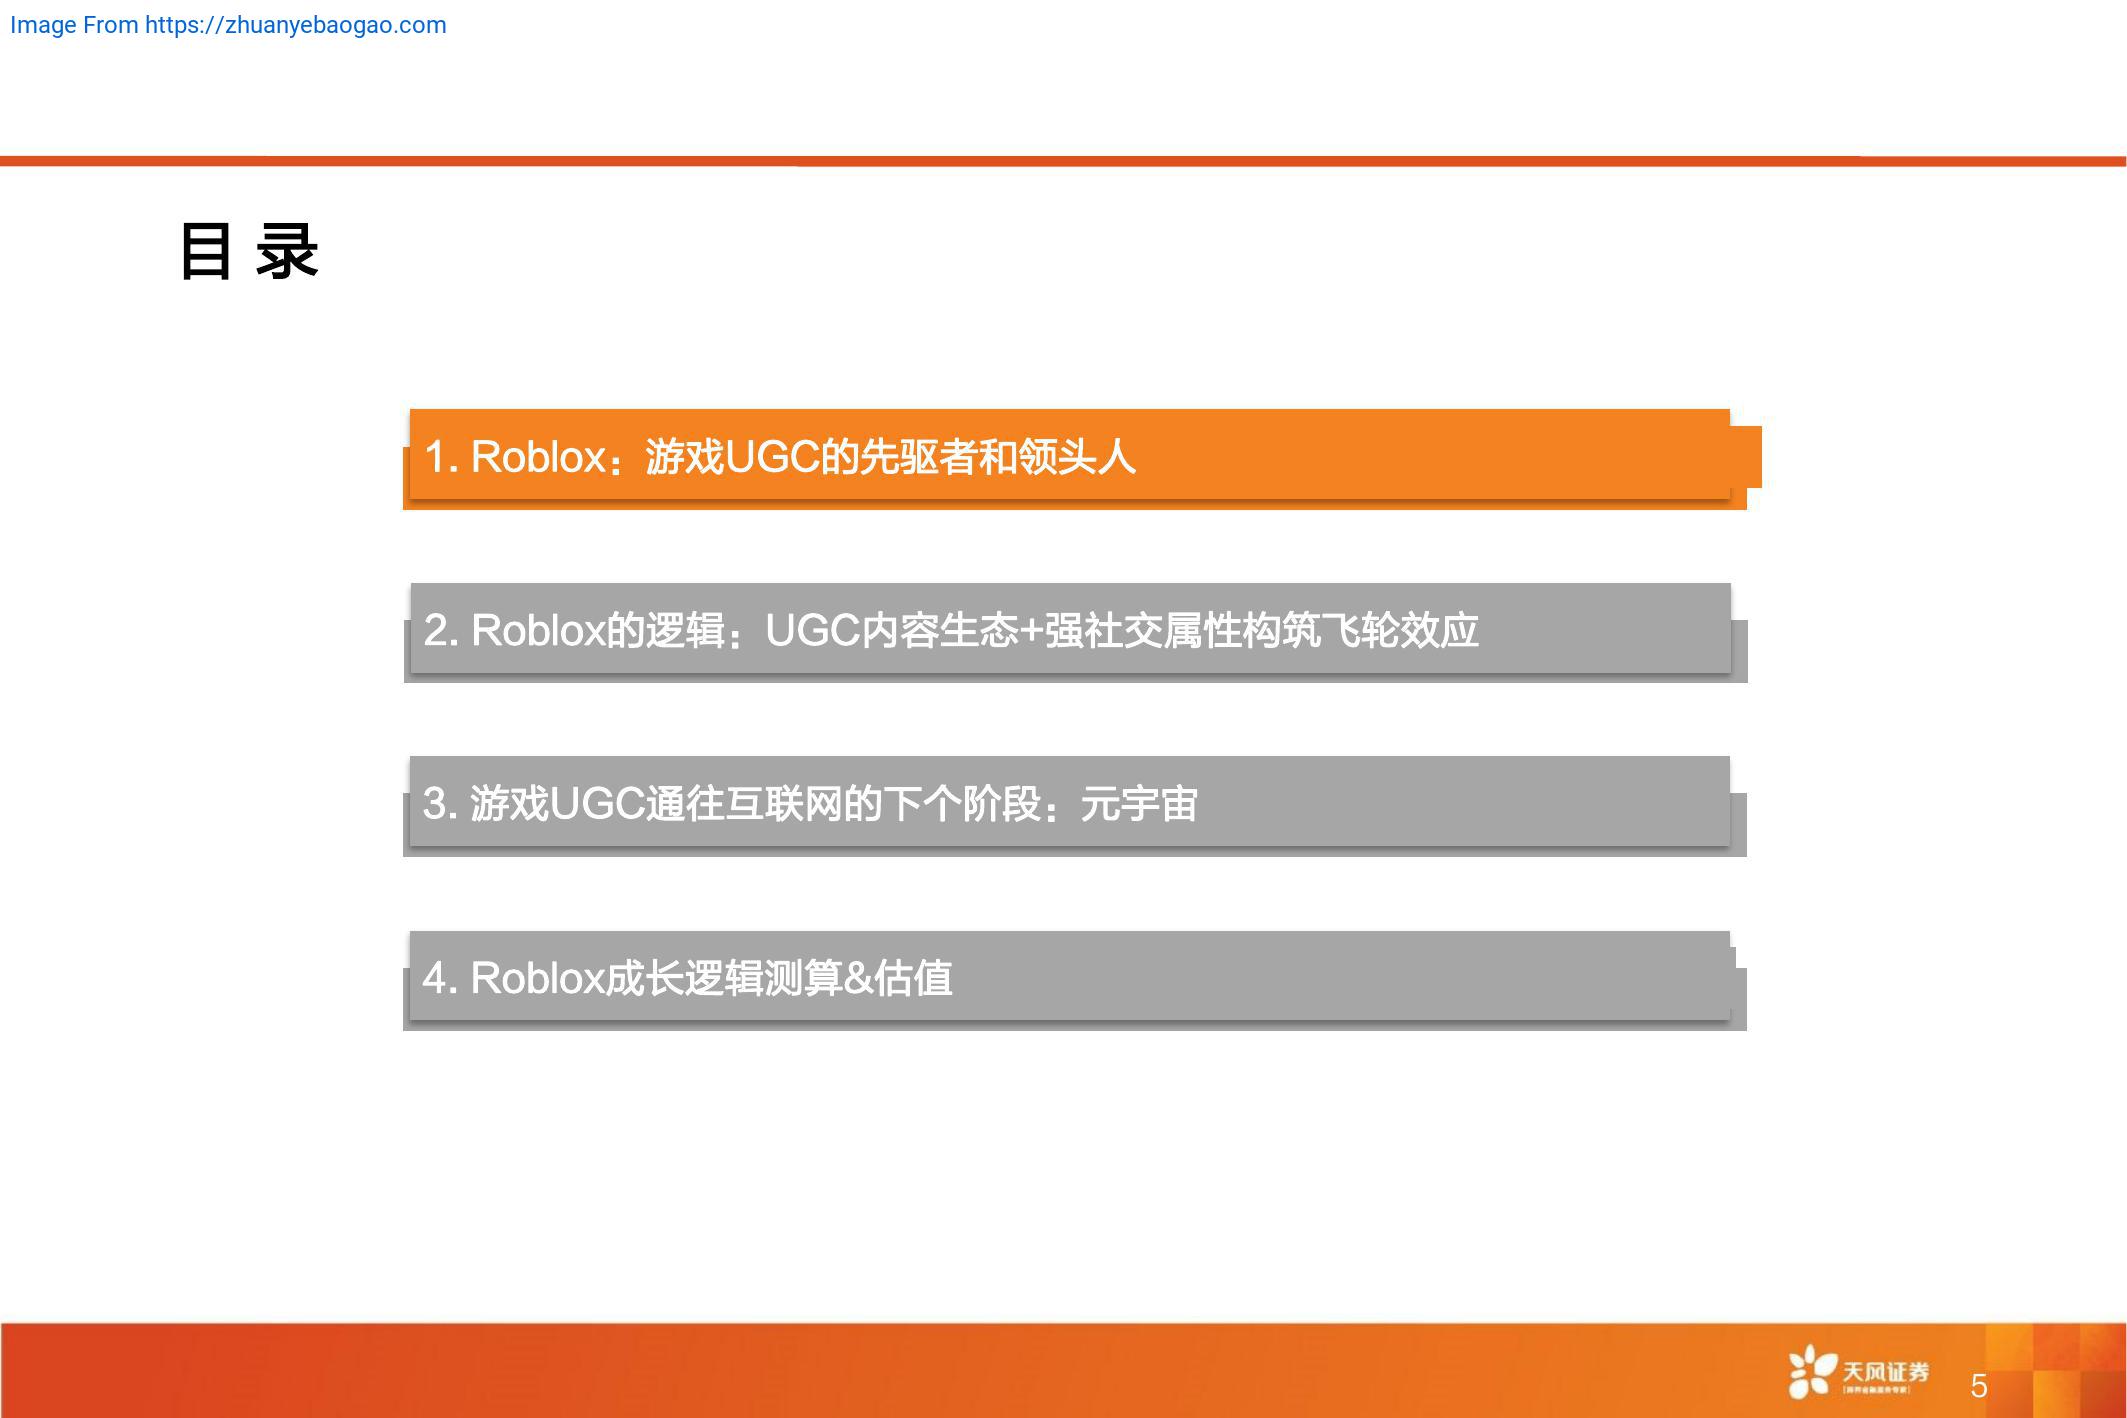 Image From https://zhuanyebaogao.com
目 录
1. Roblox：游戏UGC的先驱者和领头人
2. Roblox的逻辑：UGC内容生态+强社交属性构筑飞轮效应
3. 游戏UGC通往互联网的下个阶段：元宇宙
4. Roblox成长逻辑测算&估值
天风证券
5